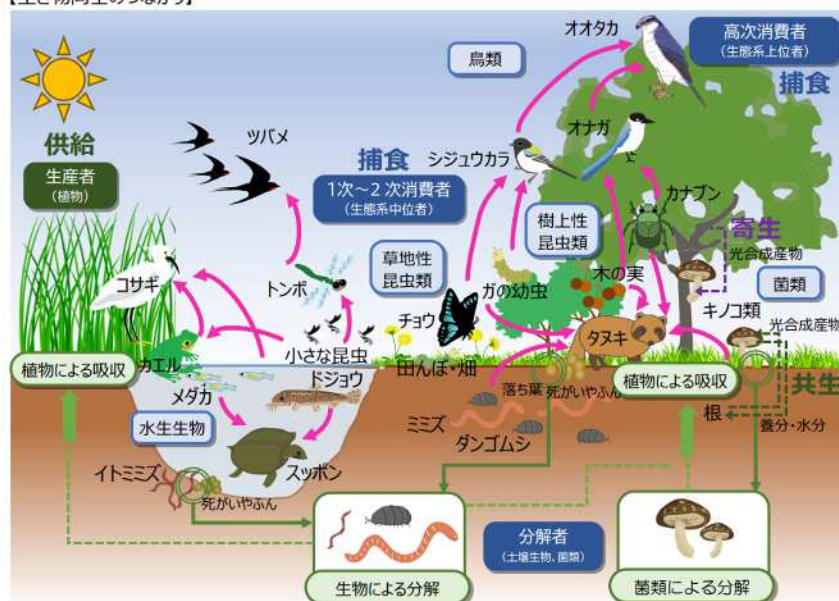 【生き物同士のつながり】
オオタカ
高次消費者
（生態系上位者）
鳥類
捕食
供給
ツバメ
オナガ
生産者
（植物）
捕食
シジュウカラ
1次～2次消費者
（生態系中位者）
カナブン
樹上性
昆虫類
寄生
光合成産物
草地性
昆虫類
コサギ
トンボ
ガの幼虫
木の実
菌類
キノコ類
チョウ
光合成産物
タヌキ
小さな昆虫
植物による吸収
カエル
ドジョウ
田んぼ・畑
植物による吸収
共生
メダカ
落ち葉
死がいやふん
根
ミミズ
養分・水分
水生生物
ダンゴムシ
イトミミズ
スッポン
死がいやふん
分解者
（土壌生物、菌類）
生物による分解
菌類による分解